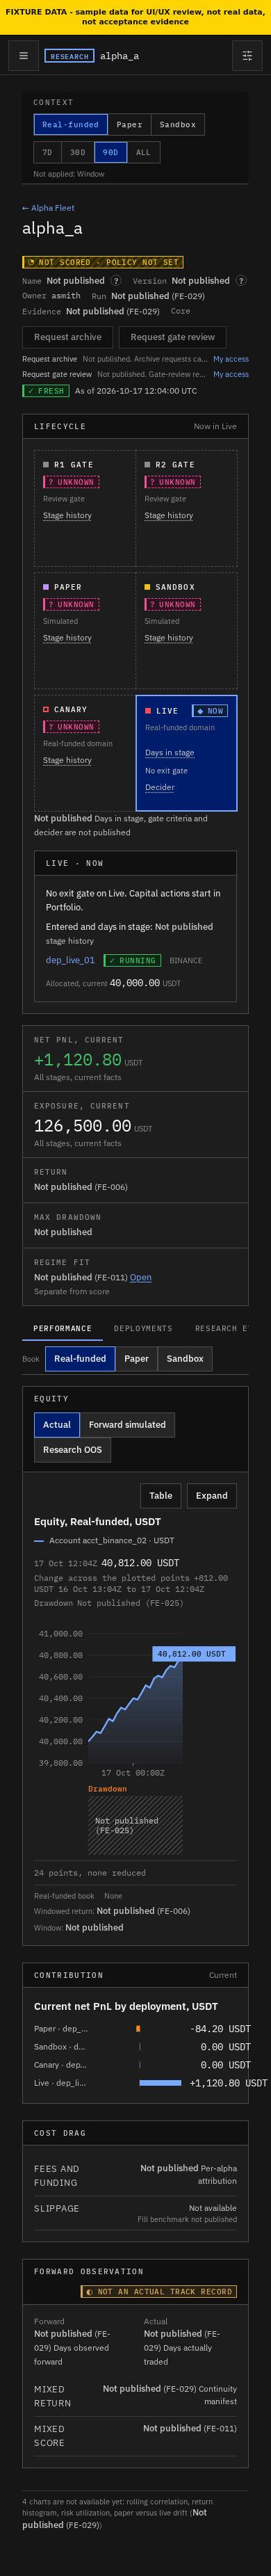 FIXTURE DATA - sample data for UI/UX review, not real data, not acceptance evidence
RESEARCH alpha_a
CONTEXT
Real-funded Paper Sandbox
7D 30D 90D ALL
Not applied: Window
← Alpha Fleet
alpha_a
NOT SCORED · POLICY NOT SET
Name Not published ? Version Not published ?
Owner asmith Run Not published (FE-029)
Evidence Not published (FE-029) Core
Request archive Request gate review
Request archive Not published. Archive requests ca... My access
Request gate review Not published. Gate-review re... My access
✓ FRESH As of 2026-10-17 12:04:00 UTC
LIFECYCLE Now in Live
R1 GATE
? UNKNOWN
Review gate
Stage history
R2 GATE
? UNKNOWN
Review gate
Stage history
PAPER
? UNKNOWN
Simulated
Stage history
SANDBOX
? UNKNOWN
Simulated
Stage history
CANARY
? UNKNOWN
Real-funded domain
Stage history
LIVE ◆ NOW
Real-funded domain
Days in stage
No exit gate
Decider
Not published Days in stage, gate criteria and decider are not published
LIVE · NOW
No exit gate on Live. Capital actions start in Portfolio.
Entered and days in stage: Not published
stage history
dep_live_01 ✓ RUNNING BINANCE
Allocated, current 40,000.00 USDT
NET PNL, CURRENT
+1,120.80 USDT
All stages, current facts
EXPOSURE, CURRENT
126,500.00 USDT
All stages, current facts
RETURN
Not published (FE-006)
MAX DRAWDOWN
Not published
REGIME FIT
Not published (FE-011) Open
Separate from score
PERFORMANCE DEPLOYMENTS RESEARCH
Book Real-funded Paper Sandbox
EQUITY
Actual Forward simulated
Research OOS
Table Expand
Equity, Real-funded, USDT
Account acct_binance_02 · USDT
17 Oct 12:04Z 40,812.00 USDT
Change across the plotted points +812.00
USDT 16 Oct 13:04Z to 17 Oct 12:04Z
Drawdown Not published (FE-025)
41,000.00
40,800.00
40,600.00
40,400.00
40,200.00
40,000.00
39,800.00
40,812.00 USDT
17 Oct 00:00Z
Drawdown
Not published
(FE-025)
24 points, none reduced
Real-funded book None
Windowed return: Not published (FE-006)
Window: Not published
CONTRIBUTION Current
Current net PnL by deployment, USDT
Paper · dep_... -84.20 USDT
Sandbox · d... 0.00 USDT
Canary · dep... 0.00 USDT
Live · dep_li... +1,120.80 USDT
COST DRAG
FEES AND FUNDING Not published Per-alpha attribution
SLIPPAGE Not available
Fill benchmark not published
FORWARD OBSERVATION
NOT AN ACTUAL TRACK RECORD
Forward
Not published (FE-029) Days observed forward
Actual
Not published (FE-029) Days actually traded
MIXED RETURN Not published (FE-029) Continuity manifest
MIXED SCORE Not published (FE-011)
4 charts are not available yet: rolling correlation, return histogram, risk utilization, paper versus live drift (Not published (FE-029))